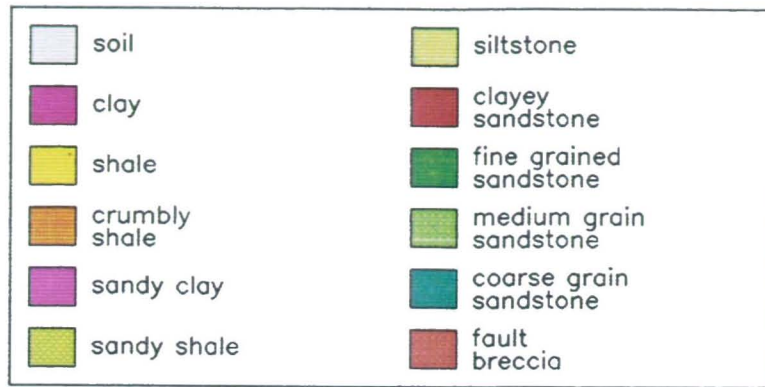 soil
clay
shale
crumbly
shale
sandy clay
sandy shale
siltstone
clayey
sandstone
fine grained
sandstone
medium grain
sandstone
coarse grain
sandstone
fault
breccia